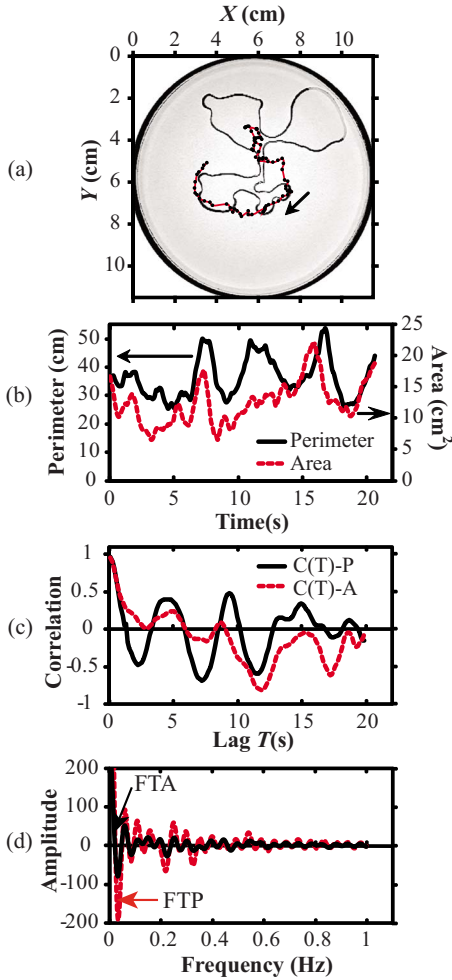 X (cm)
0 2 4 6 8 10
(a)
Y (cm)
0
2
4
6
8
10
(b)
Perimeter (cm)
50
40
30
20
10
0
25
20
15
10
5
0
Area (cm2)
Perimeter
Area
0 5 10 15 20
Time(s)
(c)
Correlation
1
0.5
0
-0.5
-1
C(T)-P
C(T)-A
0 5 10 15 20
Lag T(s)
(d)
Amplitude
200
100
0
-100
-200
FTA
FTP
0 0.2 0.4 0.6 0.8 1
Frequency (Hz)